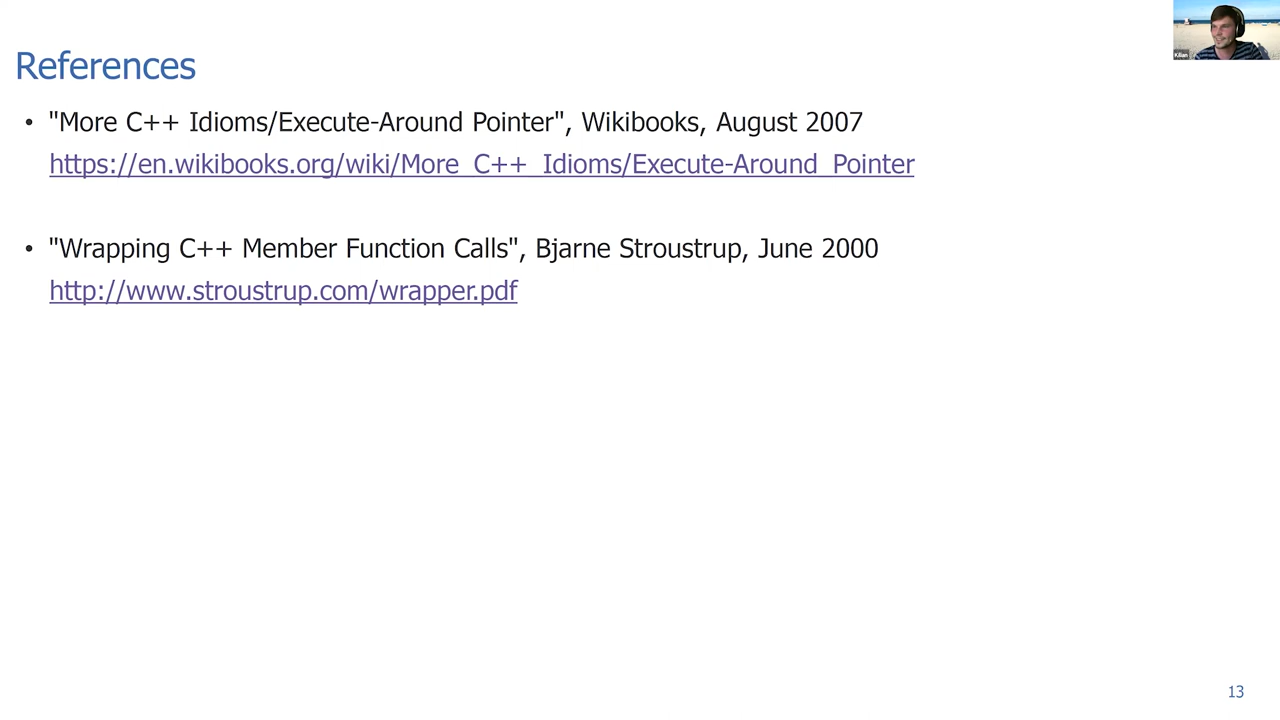 References
• "More C++ Idioms/Execute-Around Pointer", Wikibooks, August 2007
https://en.wikibooks.org/wiki/More_C++_Idioms/Execute-Around_Pointer
• "Wrapping C++ Member Function Calls", Bjarne Stroustrup, June 2000
http://www.stroustrup.com/wrapper.pdf
Kilian
13